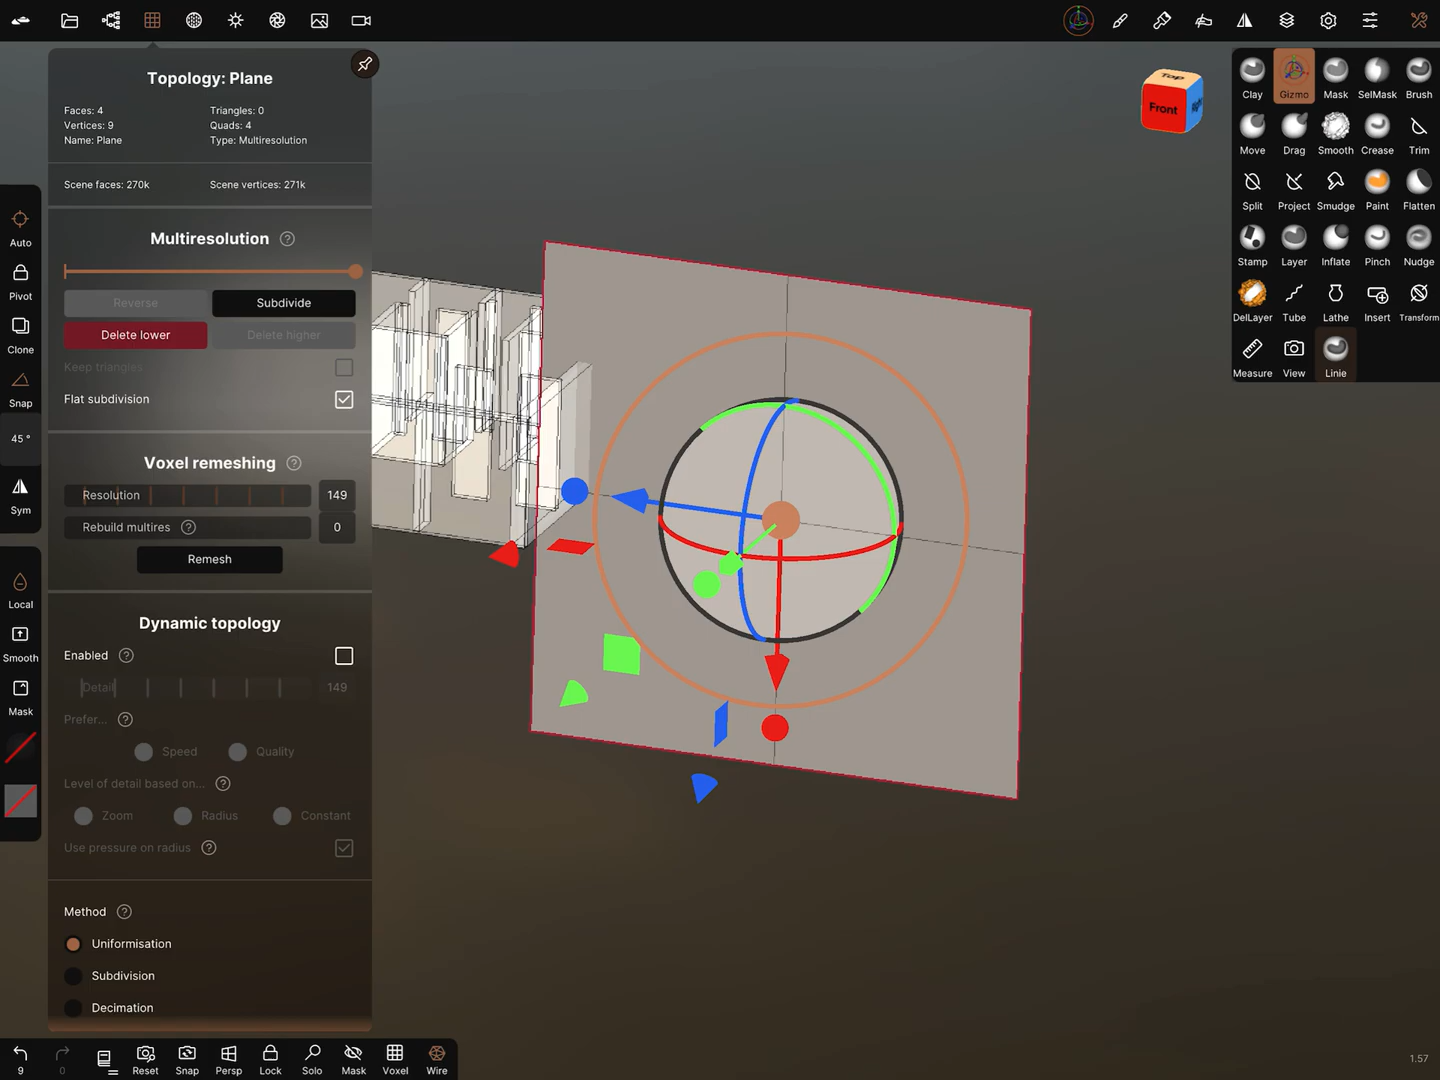 Topology: Plane
Faces: 4 Triangles: 0
Vertices: 9 Quads: 4
Name: Plane Type: Multiresolution
Scene faces: 270k Scene vertices: 271k
Multiresolution ?
Reverse Subdivide
Delete lower Delete higher
Keep triangles
Flat subdivision
Voxel remeshing ?
Resolution 149
Rebuild multires ? 0
Remesh
Dynamic topology
Enabled ?
Detail 149
Prefer... ?
Speed Quality
Level of detail based on... ?
Zoom Radius Constant
Use pressure on radius ?
Method ?
Uniformisation
Subdivision
Decimation
Auto
Pivot
Clone
Snap
45 °
Sym
Local
Smooth
Mask
9 0 Reset Snap Persp Lock Solo Mask Voxel Wire
Top
Front Right
Clay Gizmo Mask SelMask Brush
Move Drag Smooth Crease Trim
Split Project Smudge Paint Flatten
Stamp Layer Inflate Pinch Nudge
DelLayer Tube Lathe Insert Transform
Measure View Linie
1.57